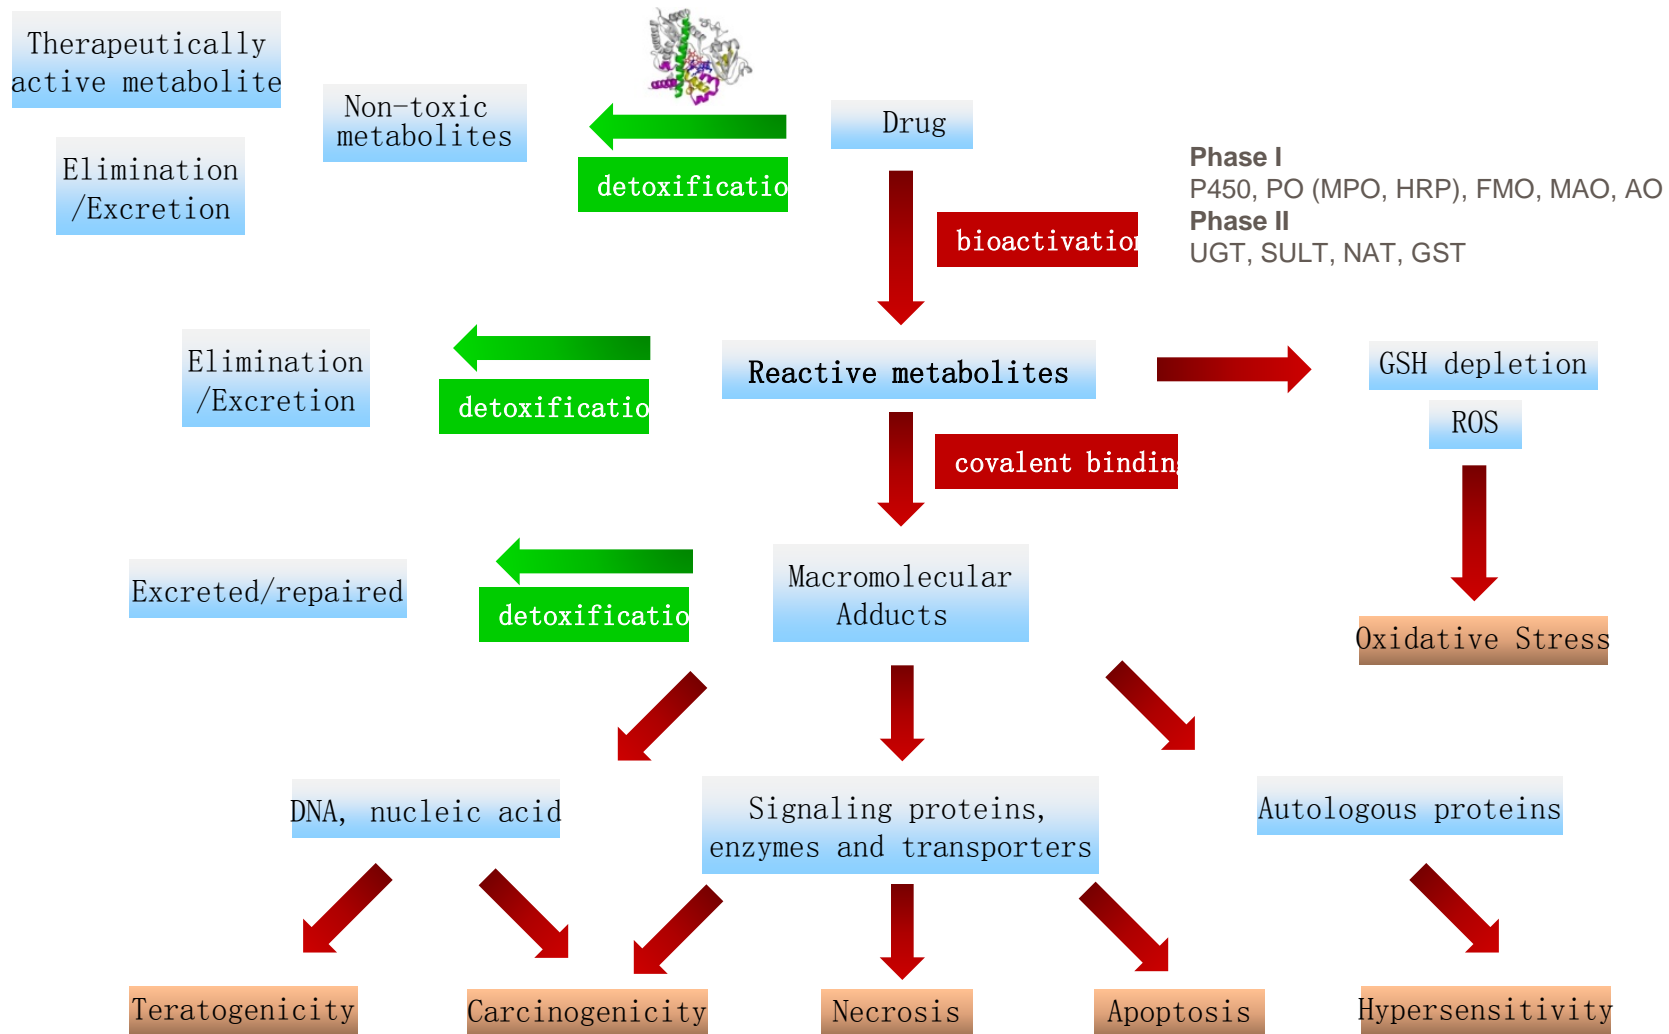 Therapeutically
active metabolite
Non-toxic
metabolites
Drug
Elimination
/Excretion
detoxificatio
Phase I
P450, PO (MPO, HRP), FMO, MAO, AO
Phase II
UGT, SULT, NAT, GST
bioactivation
Elimination
/Excretion
detoxificatio
Reactive metabolites
GSH depletion
ROS
covalent binding
Excreted/repaired
detoxificatio
Macromolecular
Adducts
Oxidative Stress
DNA, nucleic acid
Signaling proteins,
enzymes and transporters
Autologous proteins
Teratogenicity
Carcinogenicity
Necrosis
Apoptosis
Hypersensitivity